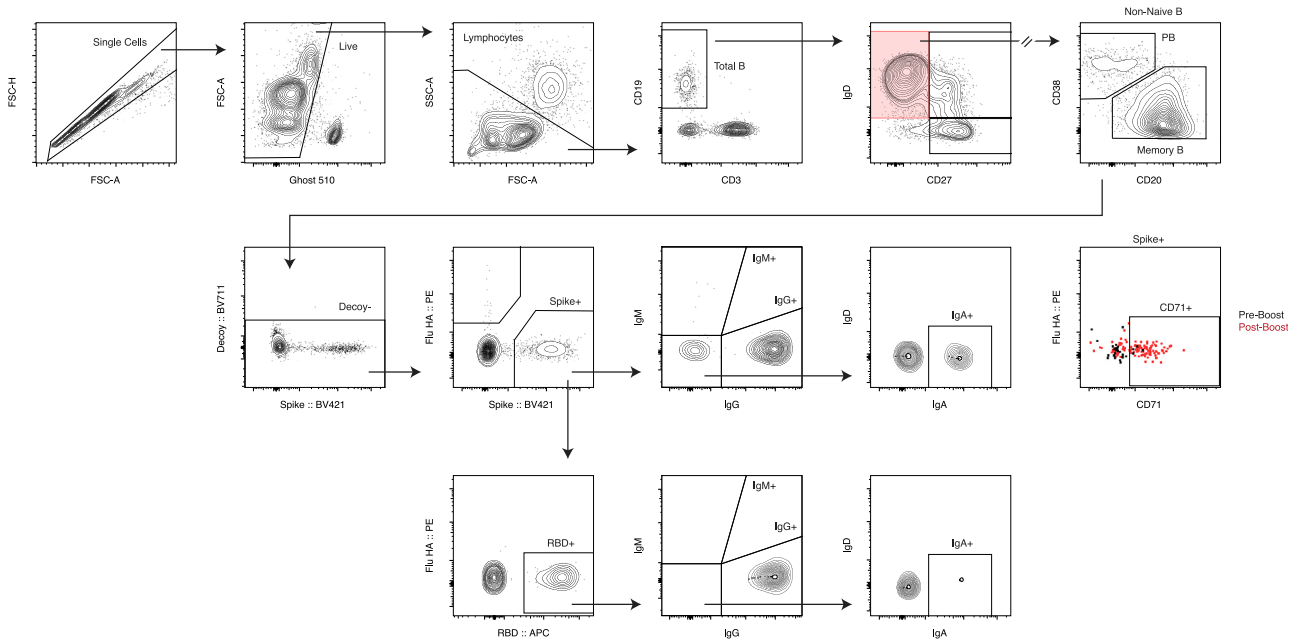 Non-Naive B
Single Cells
Live
Lymphocytes
Total B
PB
Memory B
FSC-H
FSC-A
SSC-A
CD19
IgD
CD38
FSC-A
Ghost 510
FSC-A
CD3
CD27
CD20
Spike+
Decoy-
Spike+
IgM+
IgG+
IgA+
CD71+
Pre-Boost
Post-Boost
Decoy :: BV711
Flu HA :: PE
IgM
IgD
Flu HA :: PE
Spike :: BV421
Spike :: BV421
IgG
IgA
CD71
RBD+
IgM+
IgG+
IgA+
Flu HA :: PE
IgM
IgD
RBD :: APC
IgG
IgA